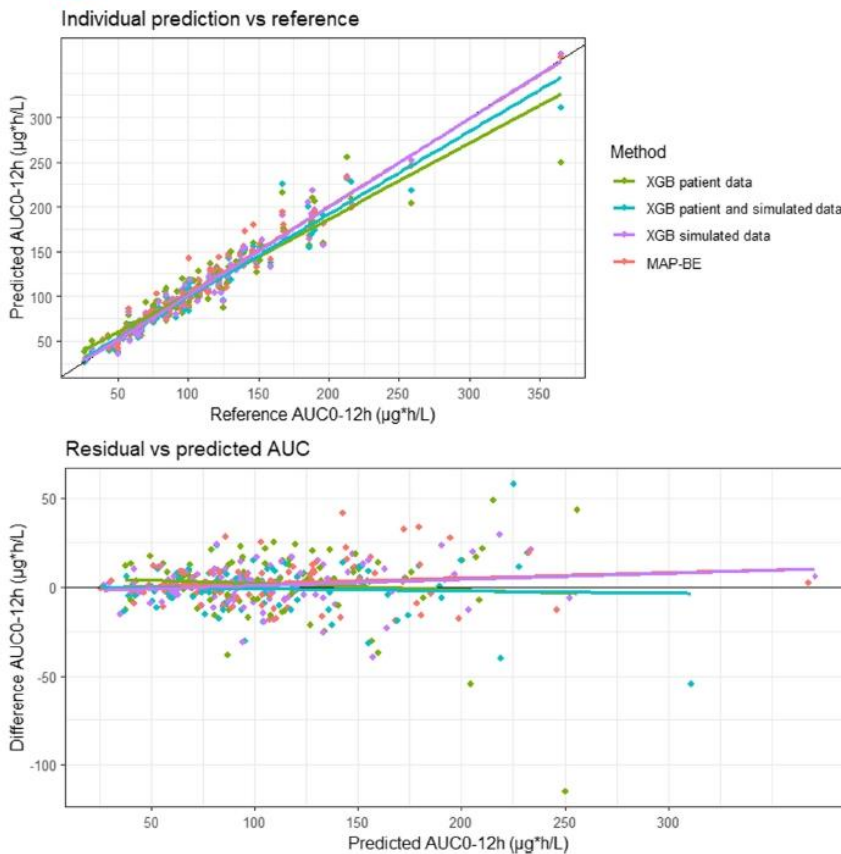 Individual prediction vs reference
Predicted AUC0-12h (µg*h/L)
300
250
200
150
100
50
50 100 150 200 250 300 350
Reference AUC0-12h (µg*h/L)
Method
XGB patient data
XGB patient and simulated data
XGB simulated data
MAP-BE
Residual vs predicted AUC
Difference AUC0-12h (µg*h/L)
50
0
-50
-100
50 100 150 200 250 300
Predicted AUC0-12h (µg*h/L)